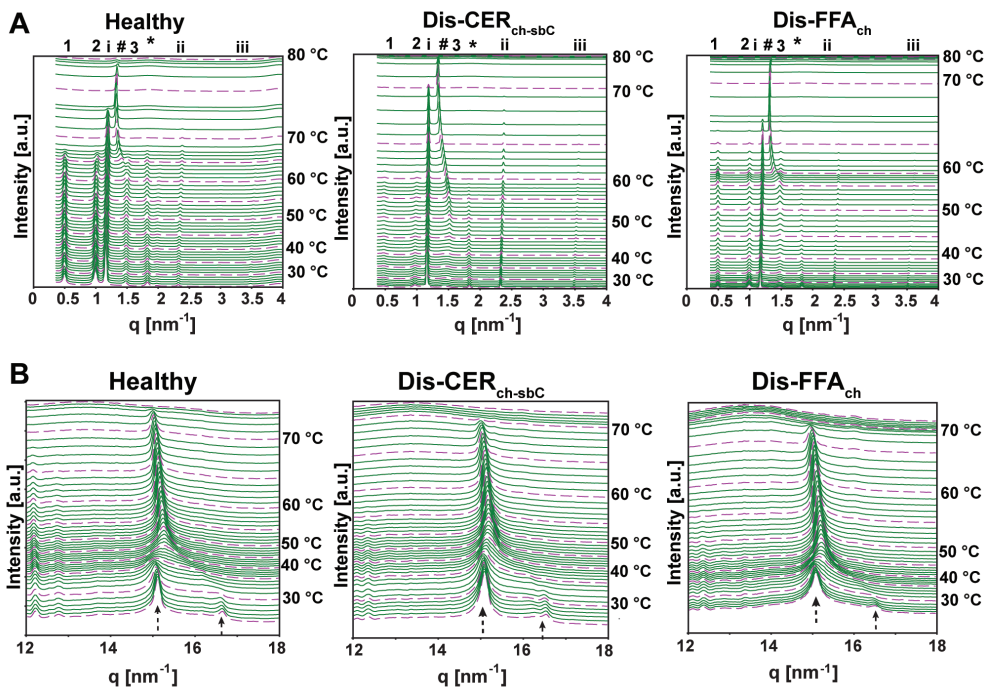 A
Healthy
Dis-CERch-sbC
Dis-FFAch
1 2 i # 3 * ii iii
1 2 i # 3 * ii iii
1 2 i # 3 * ii iii
Intensity [a.u.]
80 °C
70 °C
60 °C
50 °C
40 °C
30 °C
0 0.5 1 1.5 2 2.5 3 3.5 4
q [nm-1]
Intensity [a.u.]
80 °C
70 °C
60 °C
50 °C
40 °C
30 °C
0 0.5 1 1.5 2 2.5 3 3.5 4
q [nm-1]
Intensity [a.u.]
80 °C
70 °C
60 °C
50 °C
40 °C
30 °C
0 0.5 1 1.5 2 2.5 3 3.5 4
q [nm-1]
B
Healthy
Dis-CERch-sbC
Dis-FFAch
Intensity [a.u.]
70 °C
60 °C
50 °C
40 °C
30 °C
12 14 16 18
q [nm-1]
Intensity [a.u.]
70 °C
60 °C
50 °C
40 °C
30 °C
12 14 16 18
q [nm-1]
Intensity [a.u.]
70 °C
60 °C
50 °C
40 °C
30 °C
12 14 16 18
q [nm-1]